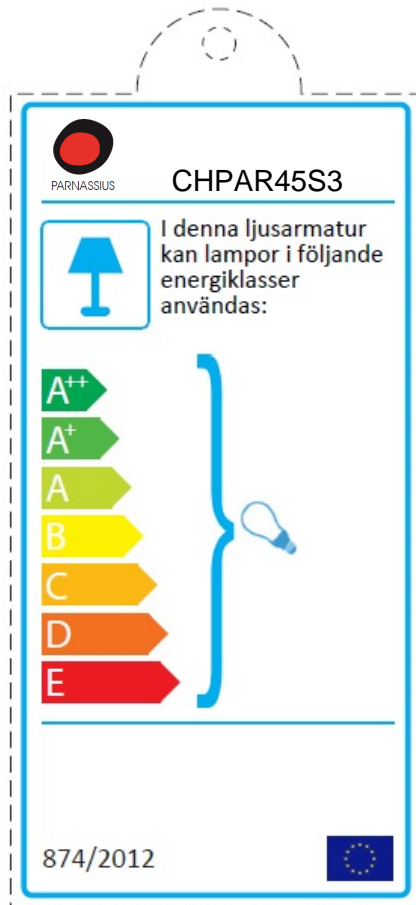 PARNASSIUS
CHPAR45S3
I denna ljusarmatur
kan lampor i följande
energiklasser
användas:
A++
A+
A
B
C
D
E
874/2012